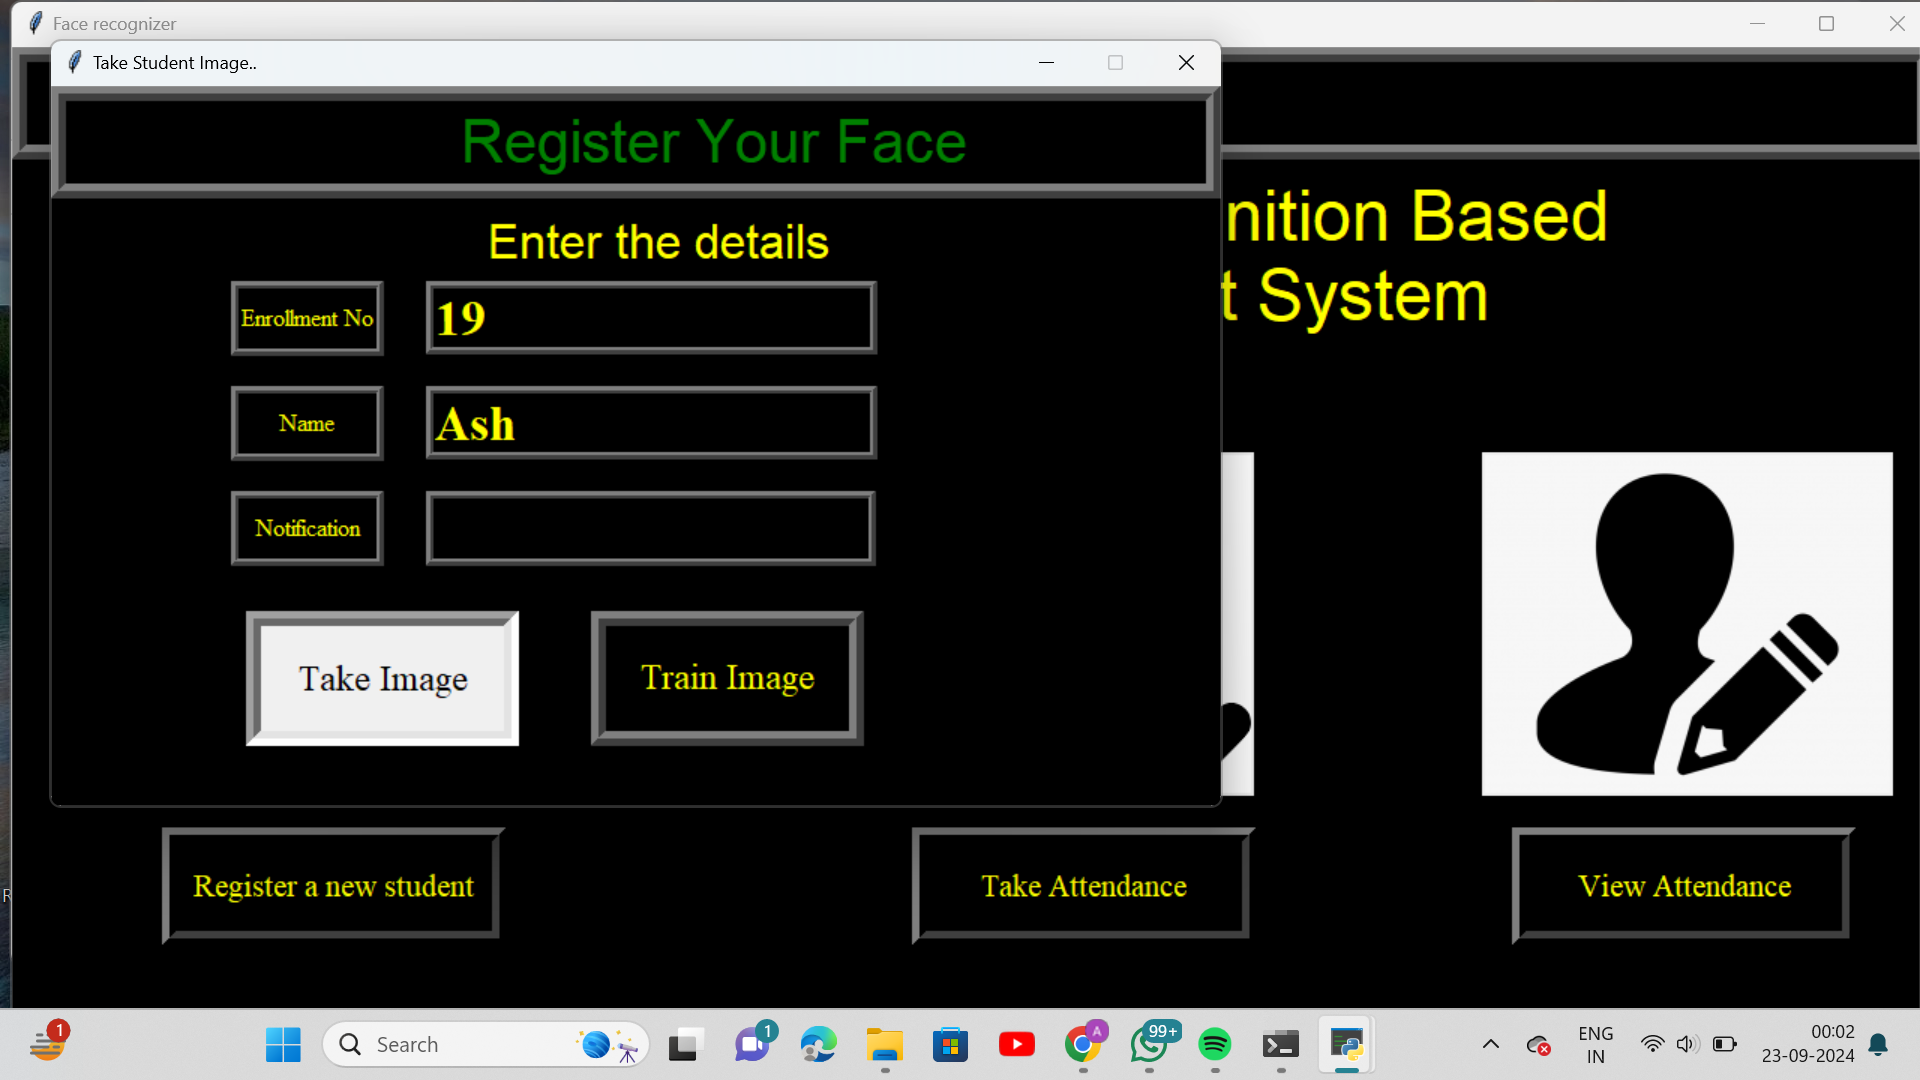 Face recognizer
Take Student Image..
Register Your Face
nition Based
t System
Enter the details
Enrollment No
19
Name
Ash
Notification
Take Image
Train Image
Register a new student
Take Attendance
View Attendance
R
1
Search
1
A
99+
ENG
IN
00:02
23-09-2024